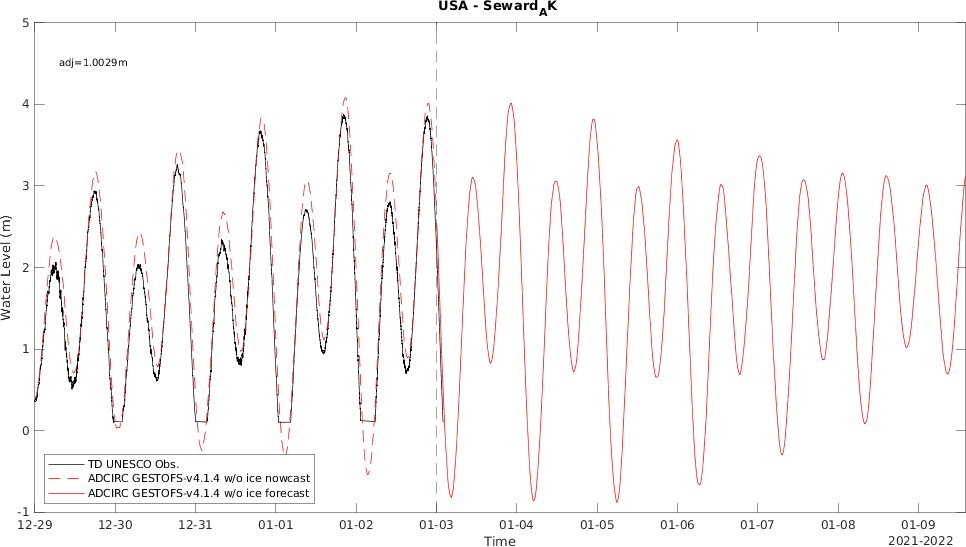 USA - Seward_AK
5
adj=1.0029m
4
3
2
1
0
-1
Water Level (m)
TD UNESCO Obs.
ADCIRC GESTOFS-v4.1.4 w/o ice nowcast
ADCIRC GESTOFS-v4.1.4 w/o ice forecast
12-29 12-30 12-31 01-01 01-02 01-03 01-04 01-05 01-06 01-07 01-08 01-09
Time
2021-2022